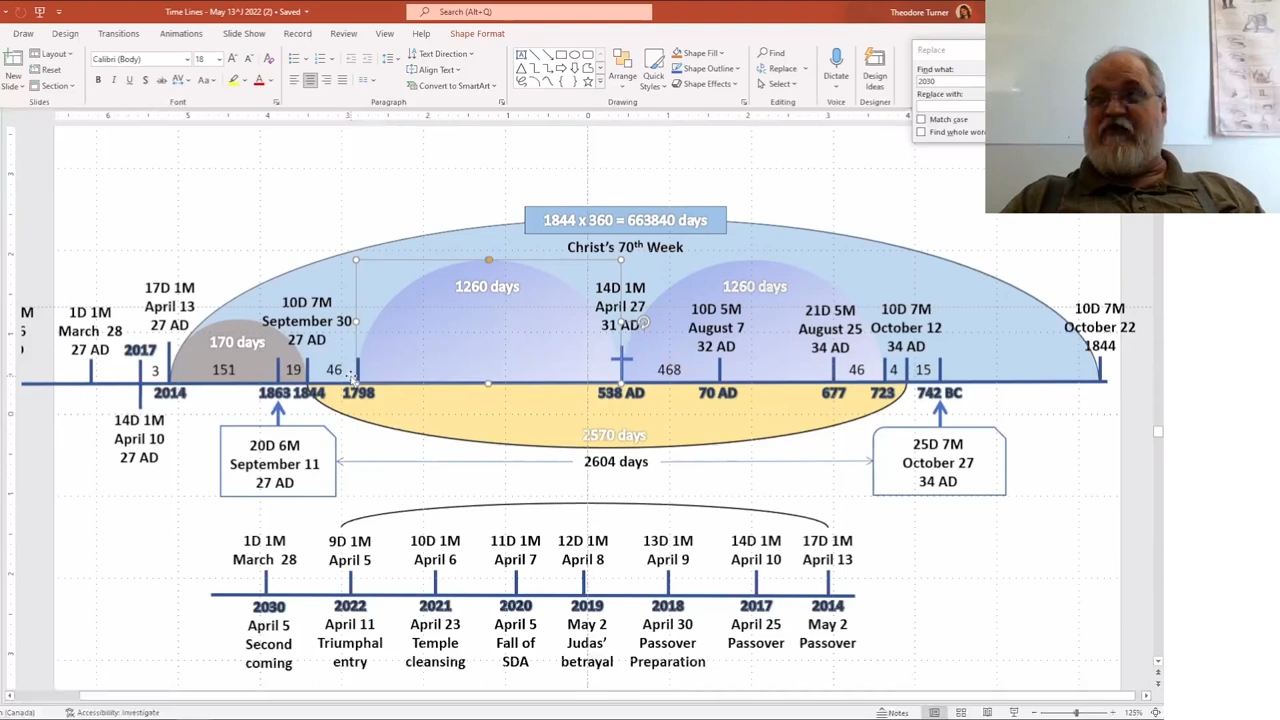 Time Lines - May 13^J 2022 (2) • Saved
Search (Alt+Q)
Theodore Turner
Draw
Design
Transitions
Animations
Slide Show
Record
Review
View
Help
Shape Format
New
Slides
Layout
Reset
Section
Slides
Calibri (Body)
18
Font
Paragraph
Text Direction
Align Text
Convert to SmartArt
Arrange
Quick
Styles
Shape Fill
Shape Outline
Shape Effects
Drawing
Find
Replace
Select
Editing
Dictate
Voice
Design
Ideas
Designer
Replace
Find what:
2030
Replace with:
Match case
Find whole word
1844 x 360 = 663840 days
Christ's 70th Week
1260 days
1260 days
170 days
1D 1M
March 28
27 AD
2017
17D 1M
April 13
27 AD
10D 7M
September 30
27 AD
14D 1M
April 27
31 AD
10D 5M
August 7
32 AD
21D 5M
August 25
34 AD
10D 7M
October 12
34 AD
10D 7M
October 22
1844
3
151
19
46
468
46
4
15
2014
1863
1844
1798
538 AD
70 AD
677
723
742 BC
14D 1M
April 10
27 AD
20D 6M
September 11
27 AD
2570 days
2604 days
25D 7M
October 27
34 AD
1D 1M
March 28
9D 1M
April 5
10D 1M
April 6
11D 1M
April 7
12D 1M
April 8
13D 1M
April 9
14D 1M
April 10
17D 1M
April 13
2030
April 5
Second
coming
2022
April 11
Triumphal
entry
2021
April 23
Temple
cleansing
2020
April 5
Fall of
SDA
2019
May 2
Judas'
betrayal
2018
April 30
Passover
Preparation
2017
April 25
Passover
2014
May 2
Passover
(Canada)
Accessibility: Investigate
Notes
125%